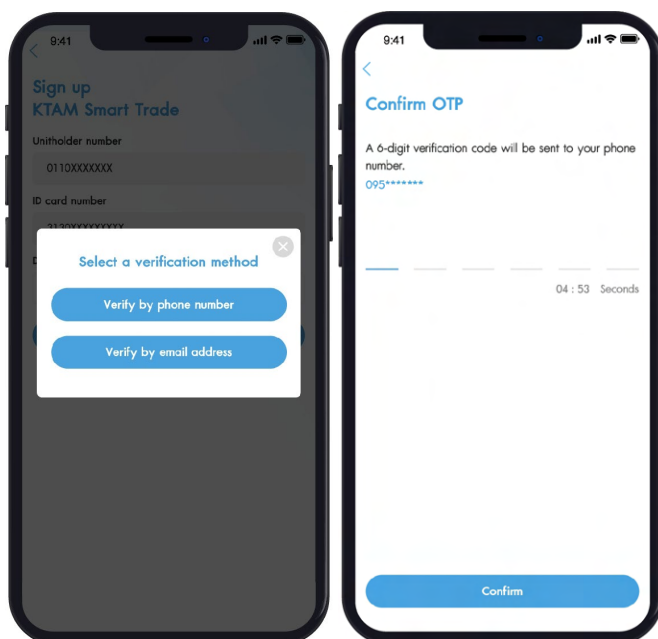 9:41
Sign up
KTAM Smart Trade
Unitholder number
0110XXXXXXX
ID card number
3120XXXXXXXXX
Select a verification method
Verify by phone number
Verify by email address
9:41
Confirm OTP
A 6-digit verification code will be sent to your phone
number.
095*******
04 : 53 Seconds
Confirm